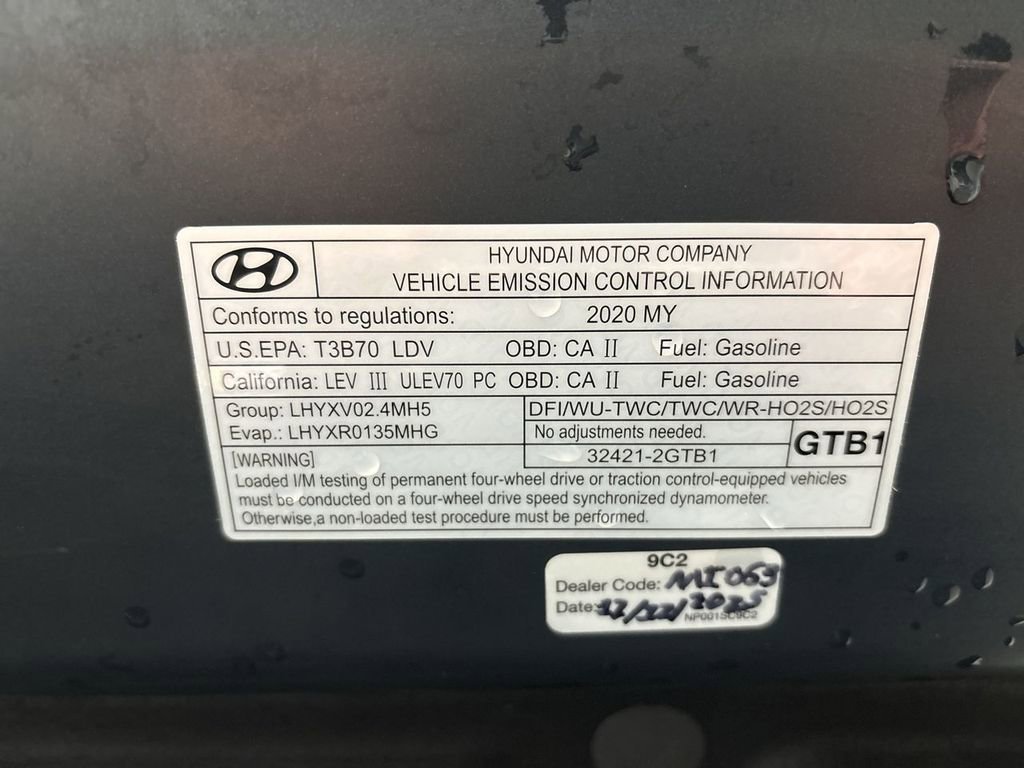 HYUNDAI MOTOR COMPANY
VEHICLE EMISSION CONTROL INFORMATION
Conforms to regulations: 2020 MY
U.S.EPA: T3B70 LDV OBD: CA II Fuel: Gasoline
California: LEV III ULEV70 PC OBD: CA II Fuel: Gasoline
Group: LHYXV02.4MH5 DFI/WU-TWC/TWC/WR-HO2S/HO2S
Evap.: LHYXR0135MHG No adjustments needed. GTB1
[WARNING] 32421-2GTB1
Loaded I/M testing of permanent four-wheel drive or traction control-equipped vehicles
must be conducted on a four-wheel drive speed synchronized dynamometer.
Otherwise,a non-loaded test procedure must be performed.
9C2
Dealer Code: MI063
Date: /2025
NP001SC9C2